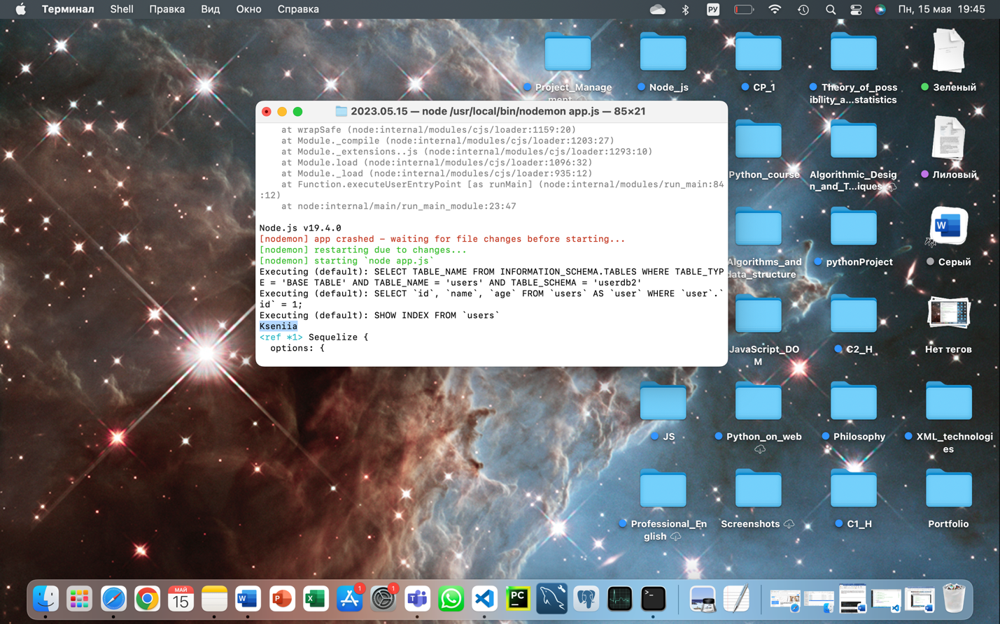 Терминал Shell Правка Вид Окно Справка РУ Пн, 15 мая 19:45
Project_Manage
ment
Node_js
CP_1
Theory_of_poss
ibility_a...statistics
Зеленый
2023.05.15 — node /usr/local/bin/nodemon app.js — 85×21
at wrapSafe (node:internal/modules/cjs/loader:1159:20)
at Module._compile (node:internal/modules/cjs/loader:1203:27)
at Module._extensions..js (node:internal/modules/cjs/loader:1293:10)
at Module.load (node:internal/modules/cjs/loader:1096:32)
at Module._load (node:internal/modules/cjs/loader:935:12)
at Function.executeUserEntryPoint [as runMain] (node:internal/modules/run_main:84
:12)
at node:internal/main/run_main_module:23:47
Node.js v19.4.0
[nodemon] app crashed - waiting for file changes before starting...
[nodemon] restarting due to changes...
[nodemon] starting `node app.js`
Executing (default): SELECT TABLE_NAME FROM INFORMATION_SCHEMA.TABLES WHERE TABLE_TYP
E = 'BASE TABLE' AND TABLE_NAME = 'users' AND TABLE_SCHEMA = 'userdb2'
Executing (default): SELECT `id`, `name`, `age` FROM `users` AS `user` WHERE `user`.`
id` = 1;
Executing (default): SHOW INDEX FROM `users`
Kseniia
<ref *1> Sequelize {
options: {
Python_course
Algorithmic_Desig
n_and_T...iques
Лиловый
Algorithms_and
data_structure
pythonProject
W
Серый
JavaScript_DO
M
C2_H
Нет тегов
JS
Python_on_web
Philosophy
XML_technologi
es
Professional_En
glish
Screenshots
C1_H
Portfolio
МАЙ
15
W
P
X
1
1
T
PC
>_